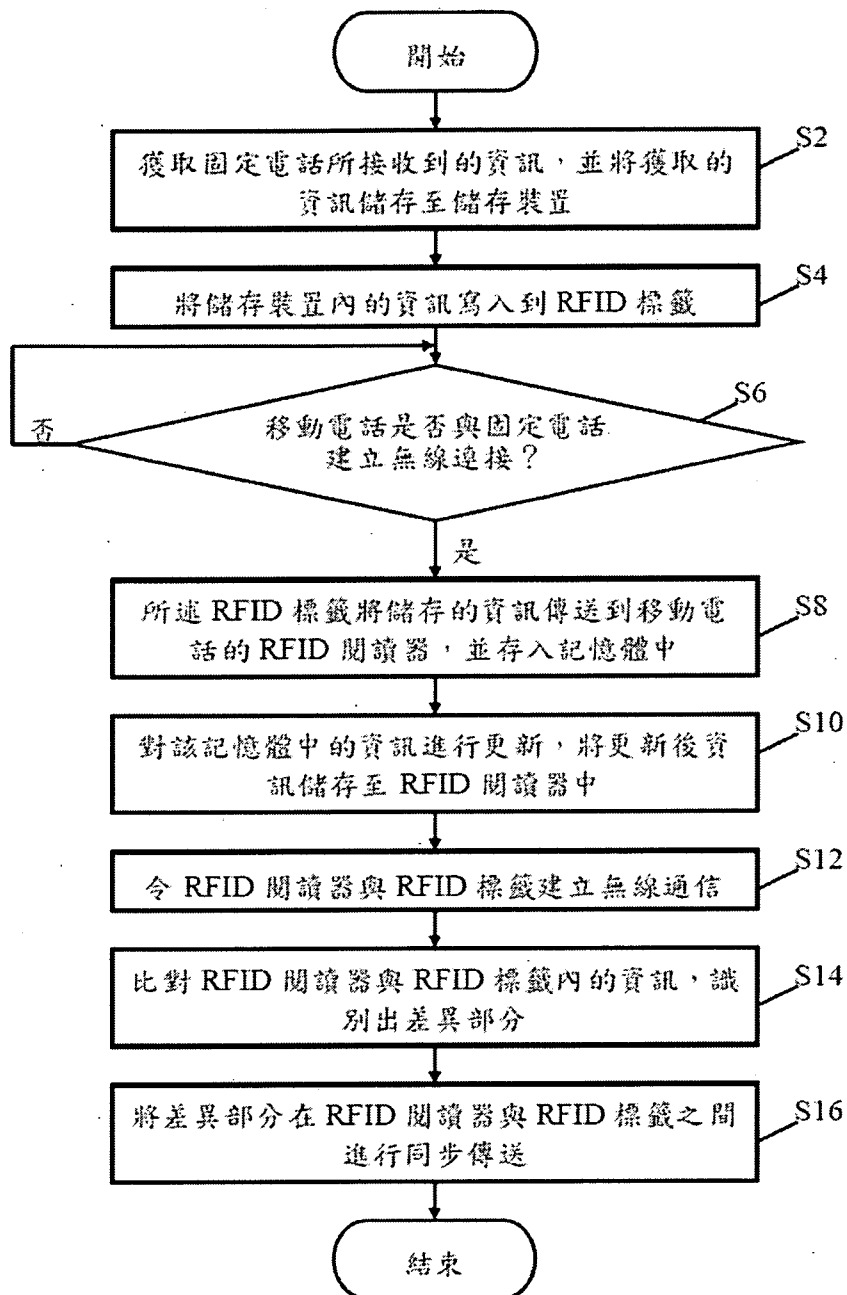 開始
S2
獲取固定電話所接收到的資訊，並將獲取的
資訊儲存至儲存裝置
S4
將儲存裝置內的資訊寫入到 RFID 標籤
S6
移動電話是否與固定電話
建立無線連接？
否
是
S8
所述 RFID 標籤將儲存的資訊傳送到移動電
話的 RFID 閱讀器，並存入記憶體中
S10
對該記憶體中的資訊進行更新，將更新後資
訊儲存至 RFID 閱讀器中
S12
令 RFID 閱讀器與 RFID 標籤建立無線通信
S14
比對 RFID 閱讀器與 RFID 標籤內的資訊，識
別出差異部分
S16
將差異部分在 RFID 閱讀器與 RFID 標籤之間
進行同步傳送
結束